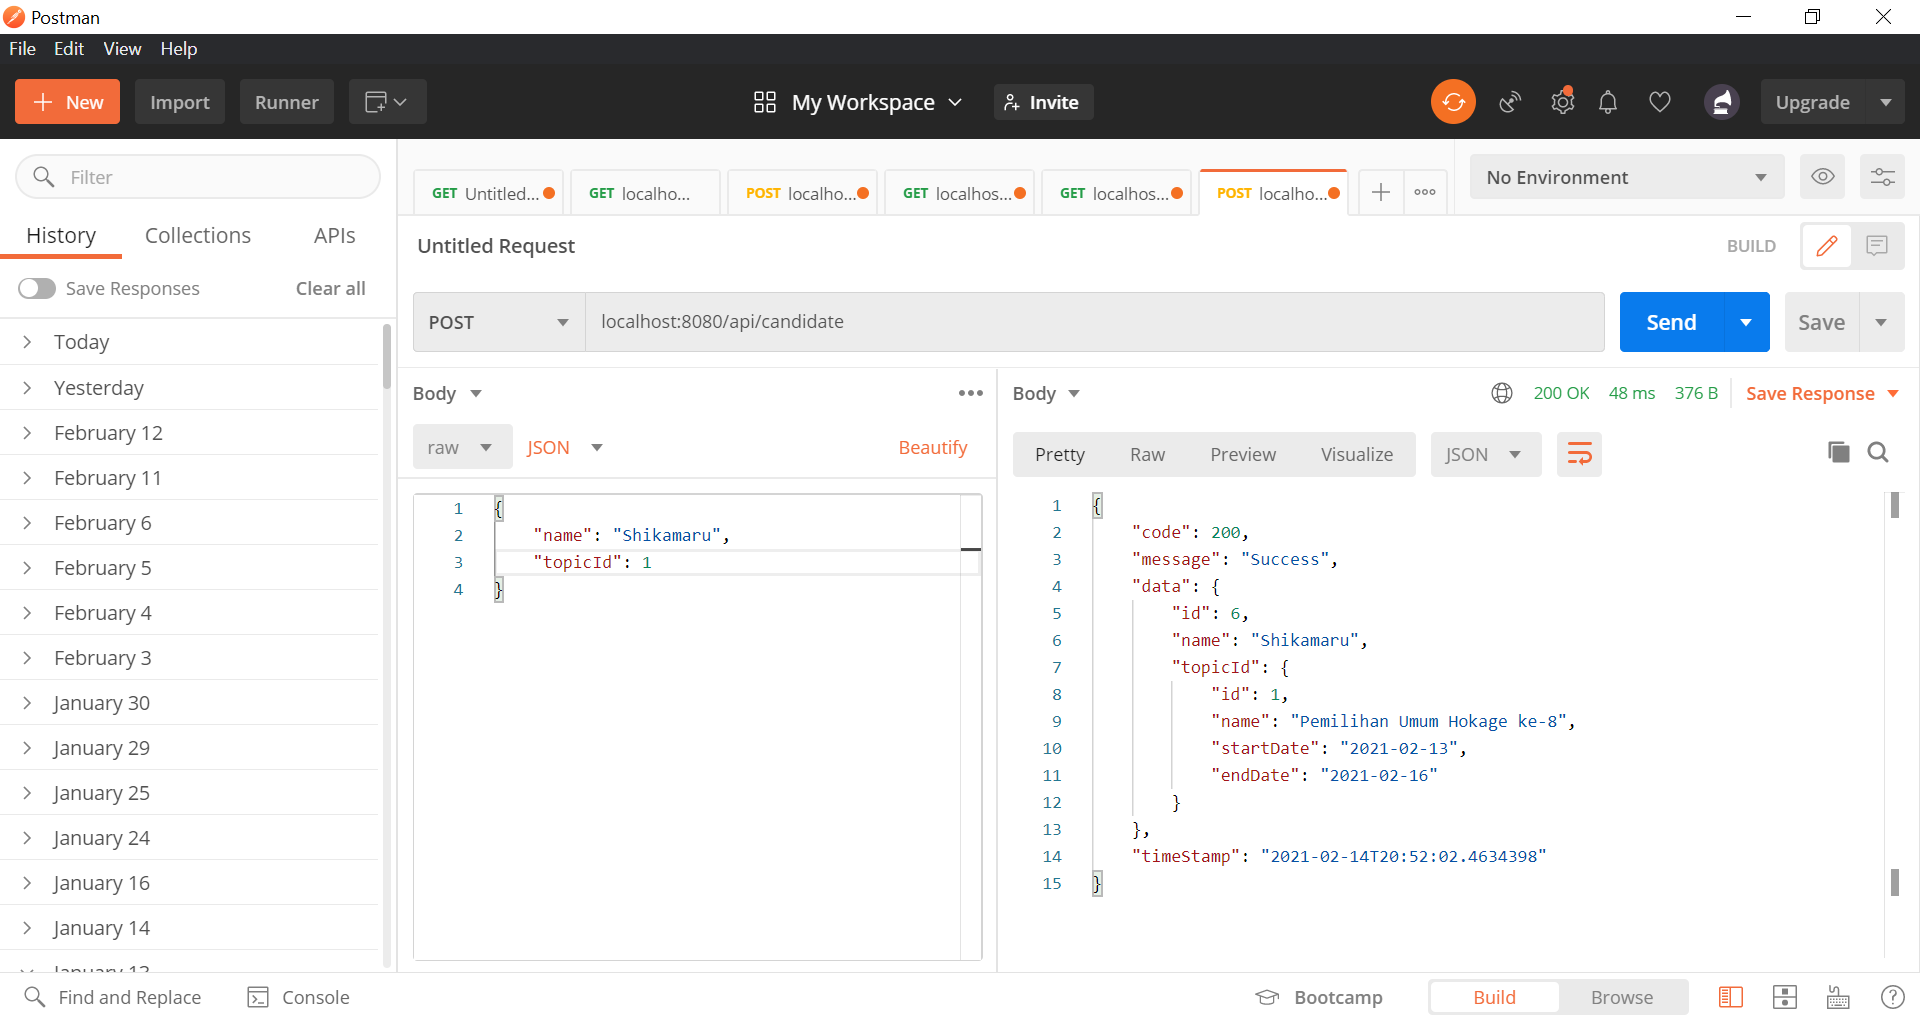 Postman
File Edit View Help
New Import Runner My Workspace Invite Upgrade
Filter
GET Untitled... GET localho... POST localho... GET localhos... GET localhos... POST localho... No Environment
History Collections APIs
Untitled Request BUILD
Save Responses Clear all
POST localhost:8080/api/candidate Send Save
Today
Yesterday
February 12
February 11
February 6
February 5
February 4
February 3
January 30
January 29
January 25
January 24
January 16
January 14
January 13
Body
raw JSON Beautify
1 {
2 "name": "Shikamaru",
3 "topicId": 1
4 }
Body 200 OK 48 ms 376 B Save Response
Pretty Raw Preview Visualize JSON
1 {
2 "code": 200,
3 "message": "Success",
4 "data": {
5 "id": 6,
6 "name": "Shikamaru",
7 "topicId": {
8 "id": 1,
9 "name": "Pemilihan Umum Hokage ke-8",
10 "startDate": "2021-02-13",
11 "endDate": "2021-02-16"
12 }
13 },
14 "timeStamp": "2021-02-14T20:52:02.4634398"
15 }
Find and Replace Console Bootcamp Build Browse